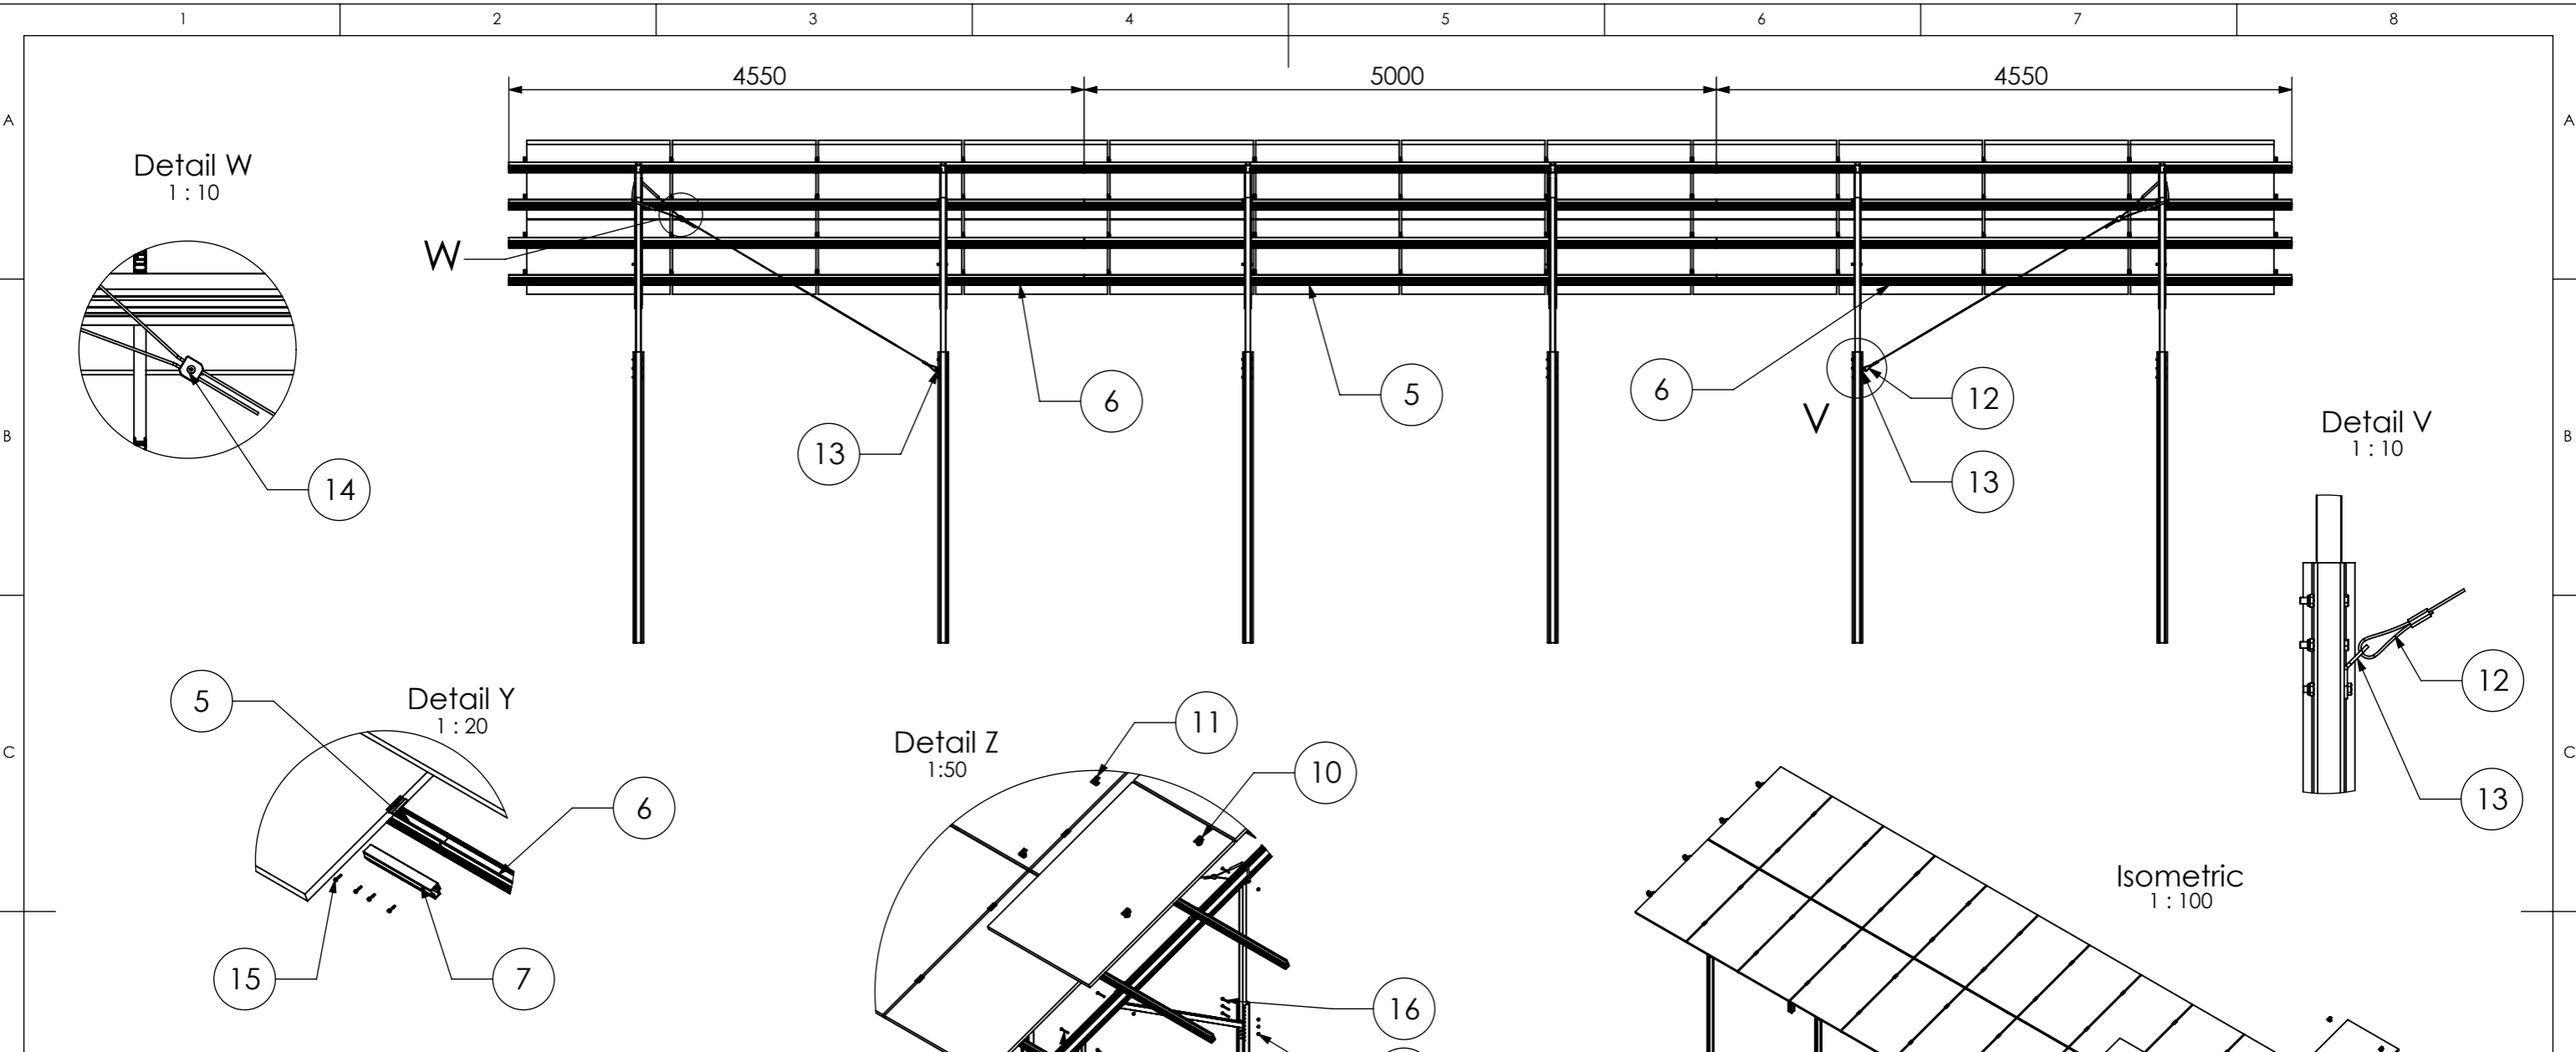 1 2 3 4 5 6 7 8
4550 5000 4550
A A
Detail W
1 : 10
W
6 5 6 12
V
13 13
14
B B
Detail V
1 : 10
5
Detail Y
1 : 20
6
15 7
Detail Z
1:50
11
10
16
12
13
C C
Isometric
1 : 100